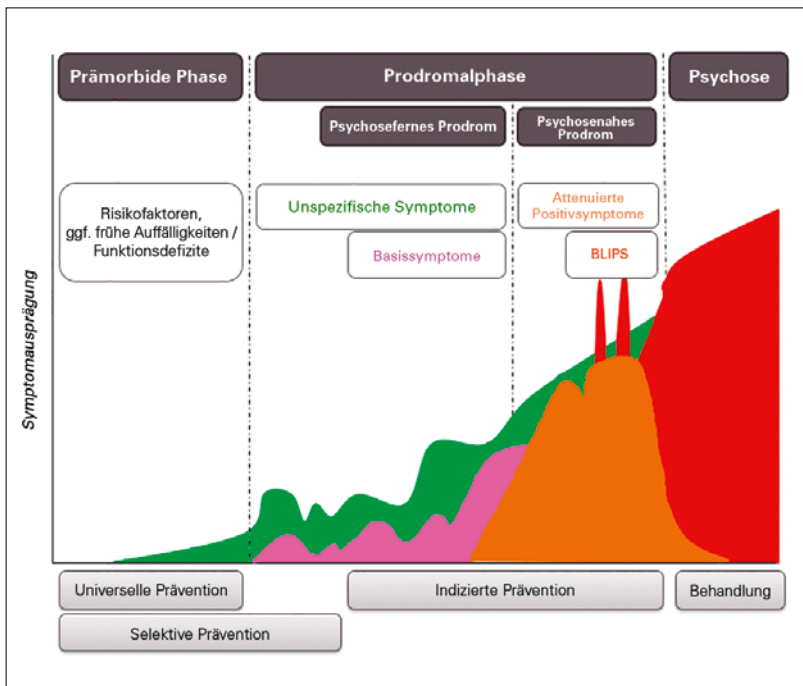 Prämorbide Phase
Prodromalphase
Psychose
Psychosefernes Prodrom
Psychosenahes
Prodrom
Risikofaktoren,
ggf. frühe Auffälligkeiten /
Funktionsdefizite
Unspezifische Symptome
Attenuierte
Positivsymptome
Basissymptome
BLIPS
Symptomausprägung
Universelle Prävention
Indizierte Prävention
Behandlung
Selektive Prävention